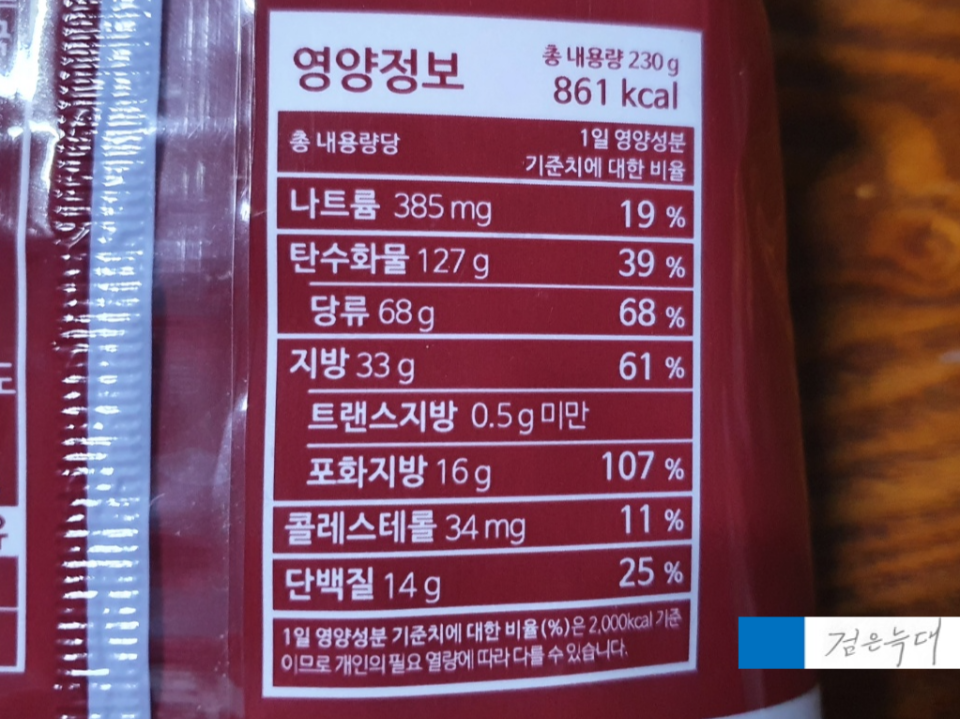 영양정보
총 내용량 230 g
861 kcal
총 내용량당
1일 영양성분
기준치에 대한 비율
나트륨 385 mg 19 %
탄수화물 127 g 39 %
당류 68 g 68 %
지방 33 g 61 %
트랜스지방 0.5 g 미만
포화지방 16 g 107 %
콜레스테롤 34 mg 11 %
단백질 14 g 25 %
1일 영양성분 기준치에 대한 비율(%)은 2,000kcal 기준
이므로 개인의 필요 열량에 따라 다를 수 있습니다.
검은늑대